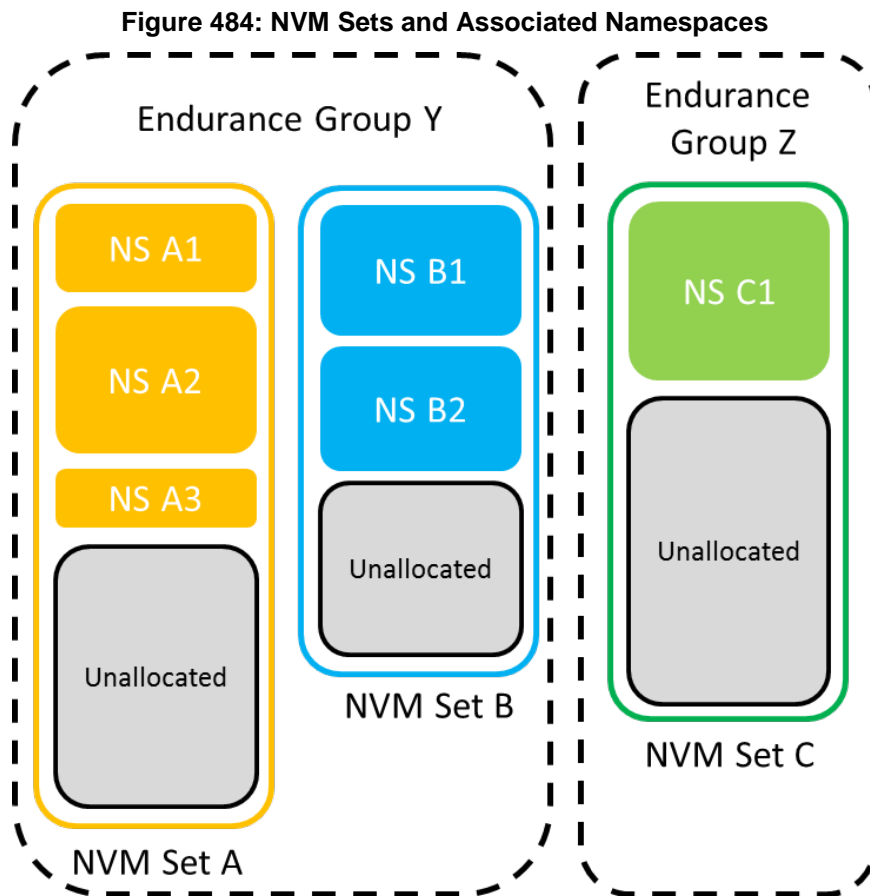 Figure 484: NVM Sets and Associated Namespaces
Endurance Group Y
NS A1
NS A2
NS A3
Unallocated
NVM Set A
NS B1
NS B2
Unallocated
NVM Set B
Endurance
Group Z
NS C1
Unallocated
NVM Set C